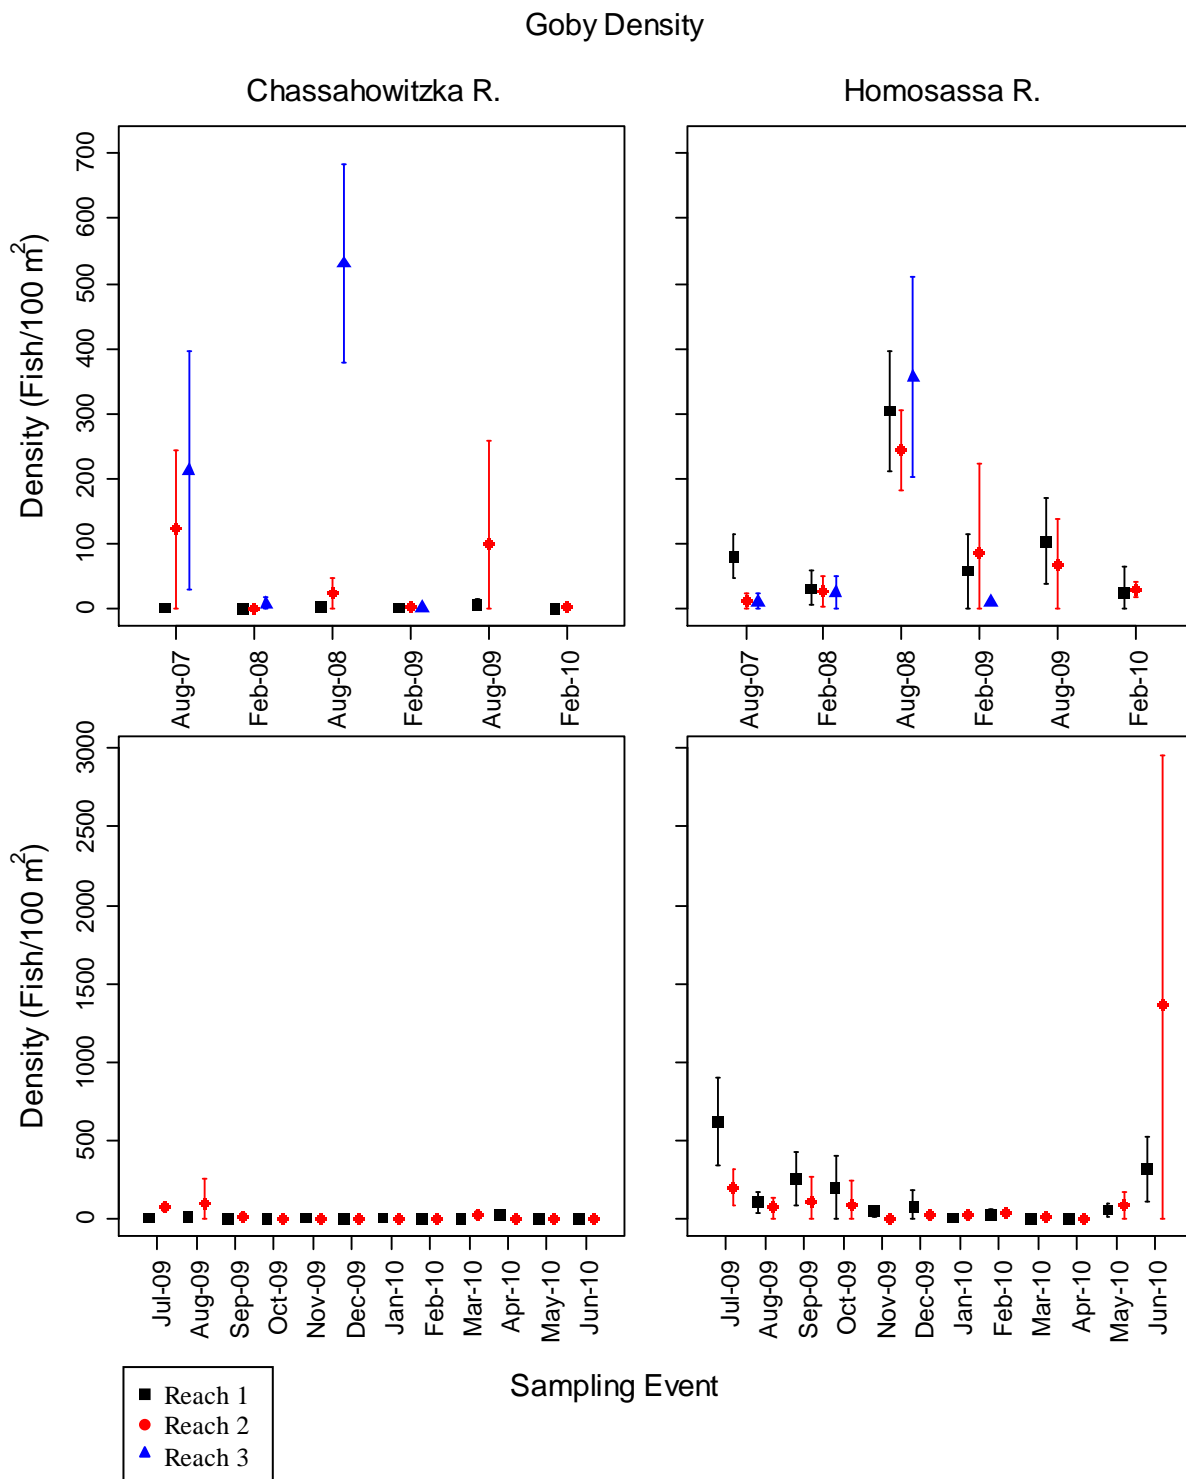 Goby Density
Chassahowitzka R.
Homosassa R.
Density (Fish/100 m²)
700
600
500
400
300
200
100
0
Aug-07
Feb-08
Aug-08
Feb-09
Aug-09
Feb-10
Aug-07
Feb-08
Aug-08
Feb-09
Aug-09
Feb-10
Density (Fish/100 m²)
3000
2500
2000
1500
1000
500
0
Jul-09
Aug-09
Sep-09
Oct-09
Nov-09
Dec-09
Jan-10
Feb-10
Mar-10
Apr-10
May-10
Jun-10
Jul-09
Aug-09
Sep-09
Oct-09
Nov-09
Dec-09
Jan-10
Feb-10
Mar-10
Apr-10
May-10
Jun-10
Sampling Event
Reach 1
Reach 2
Reach 3